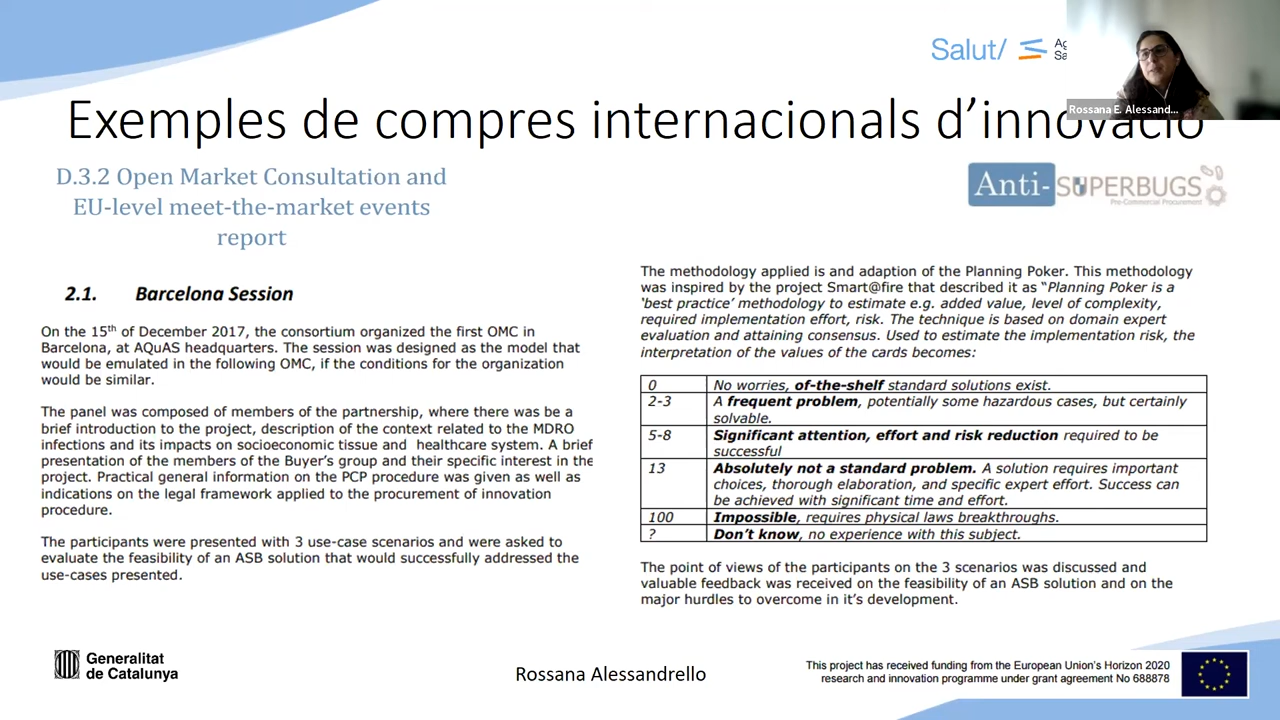 Salut/
Rossana E. Alessand...
Exemples de compres internacionals d’innovació
D.3.2 Open Market Consultation and
EU-level meet-the-market events
report
Anti-SUPERBUGS
Pre-Commercial Procurement
2.1. Barcelona Session
On the 15th of December 2017, the consortium organized the first OMC in
Barcelona, at AQuAS headquarters. The session was designed as the model that
would be emulated in the following OMC, if the conditions for the organization
would be similar.
The panel was composed of members of the partnership, where there was be a
brief introduction to the project, description of the context related to the MDRO
infections and its impacts on socioeconomic tissue and healthcare system. A brief
presentation of the members of the Buyer’s group and their specific interest in the
project. Practical general information on the PCP procedure was given as well as
indications on the legal framework applied to the procurement of innovation
procedure.
The participants were presented with 3 use-case scenarios and were asked to
evaluate the feasibility of an ASB solution that would successfully addressed the
use-cases presented.
The methodology applied is and adaption of the Planning Poker. This methodology
was inspired by the project Smart@fire that described it as “Planning Poker is a
‘best practice’ methodology to estimate e.g. added value, level of complexity,
required implementation effort, risk. The technique is based on domain expert
evaluation and attaining consensus. Used to estimate the implementation risk, the
interpretation of the values of the cards becomes:
0 No worries, of-the-shelf standard solutions exist.
2-3 A frequent problem, potentially some hazardous cases, but certainly
solvable.
5-8 Significant attention, effort and risk reduction required to be
successful
13 Absolutely not a standard problem. A solution requires important
choices, thorough elaboration, and specific expert effort. Success can
be achieved with significant time and effort.
100 Impossible, requires physical laws breakthroughs.
? Don’t know, no experience with this subject.
The point of views of the participants on the 3 scenarios was discussed and
valuable feedback was received on the feasibility of an ASB solution and on the
major hurdles to overcome in it’s development.
Generalitat
de Catalunya
Rossana Alessandrello
This project has received funding from the European Union’s Horizon 2020
research and innovation programme under grant agreement No 688878